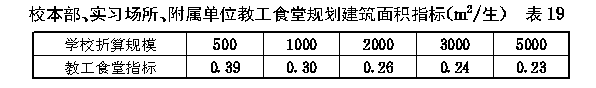 校本部、实习场所、附属单位教工食堂规划建筑面积指标(m²/生) 表19
学校折算规模 500 1000 2000 3000 5000
教工食堂指标 0.39 0.30 0.26 0.24 0.23